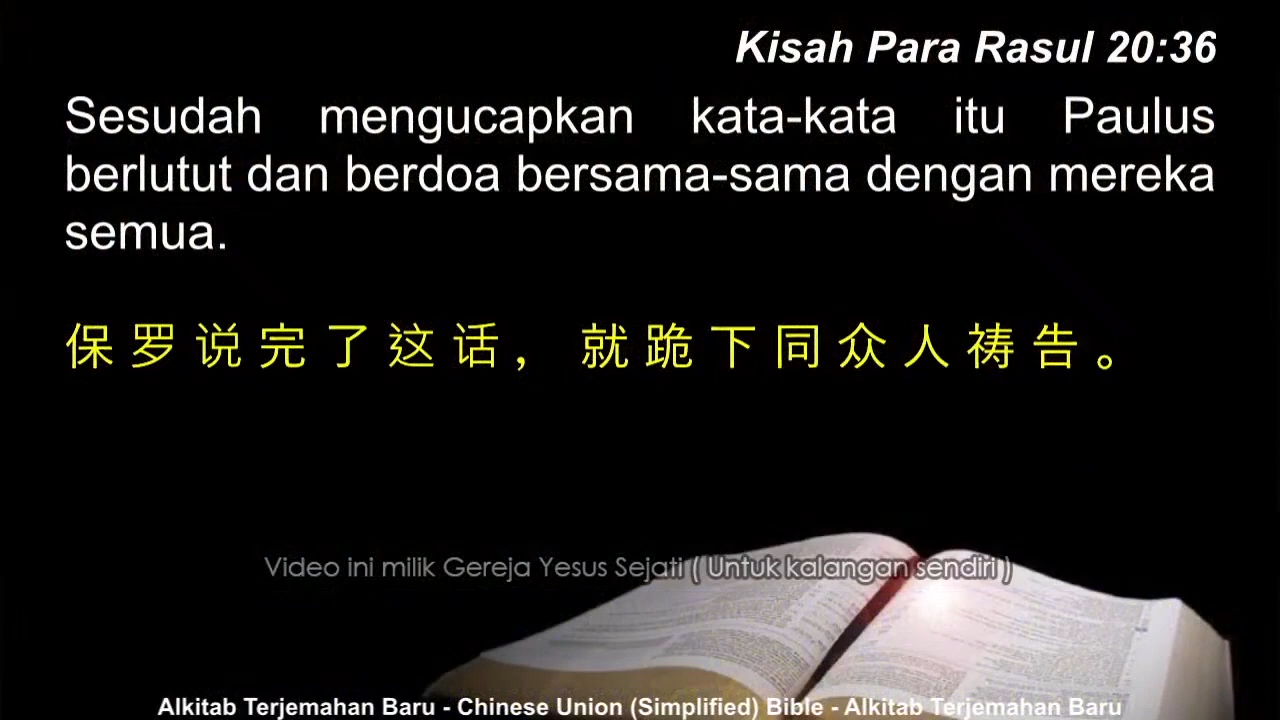 Kisah Para Rasul 20:36
Sesudah mengucapkan kata-kata itu Paulus
berlutut dan berdoa bersama-sama dengan mereka
semua.
保罗说完了这话，就跪下同众人祷告。
Video ini milik Gereja Yesus Sejati ( Untuk kalangan sendiri )
Alkitab Terjemahan Baru - Chinese Union (Simplified) Bible - Alkitab Terjemahan Baru